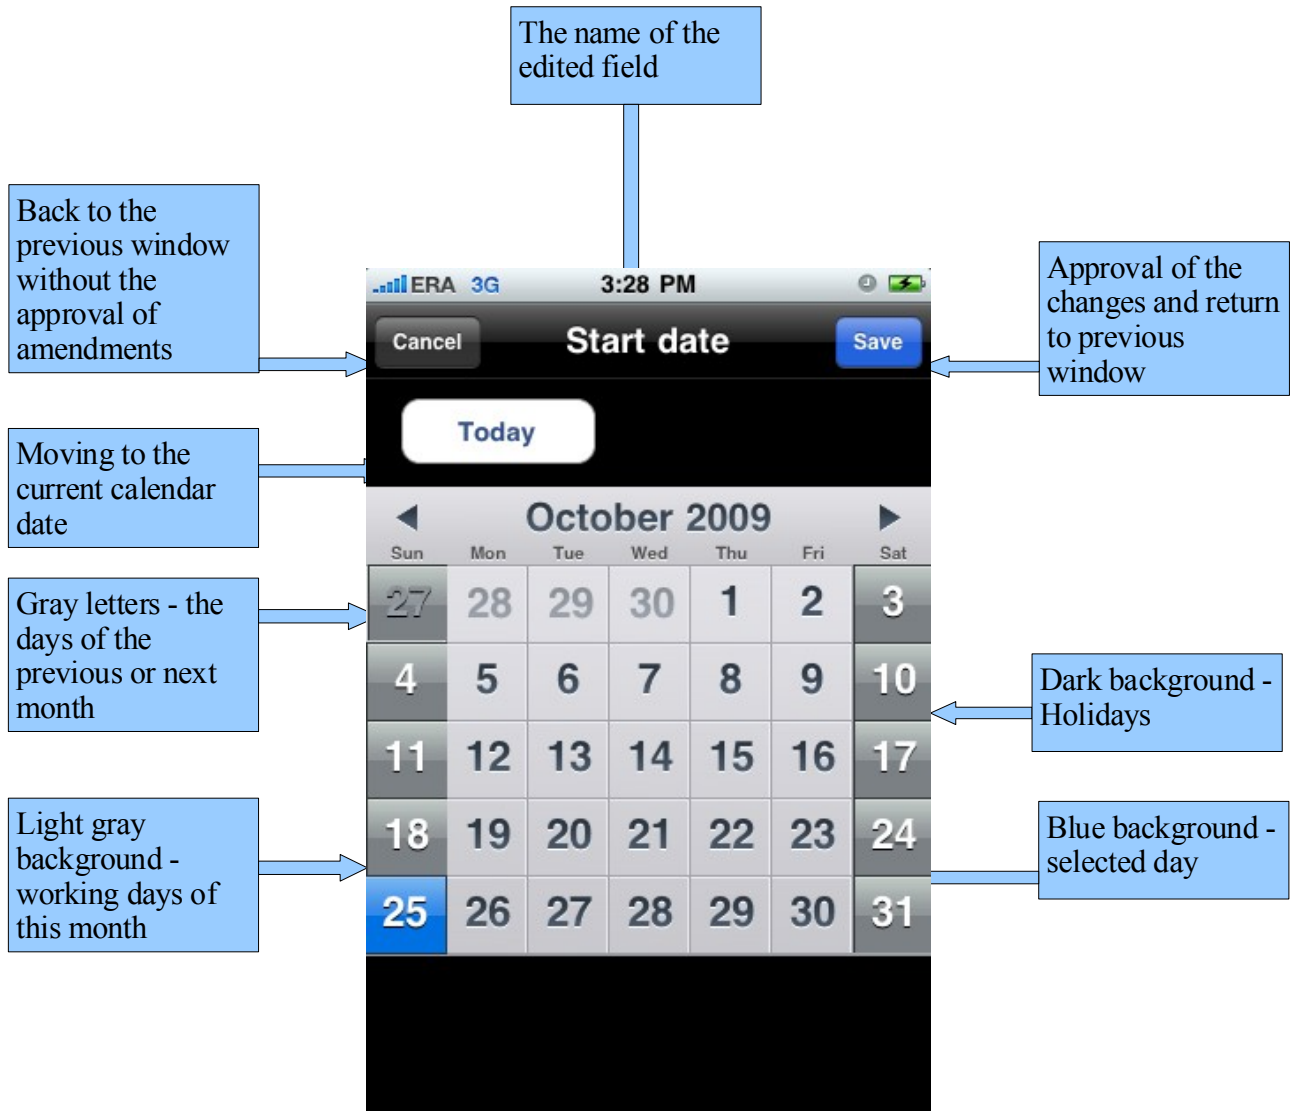 The name of the
edited field
Back to the
previous window
without the
approval of
amendments
Approval of the
changes and return
to previous
window
Moving to the
current calendar
date
Gray letters - the
days of the
previous or next
month
Light gray
background -
working days of
this month
Dark background -
Holidays
Blue background -
selected day
ERA 3G 3:28 PM
Cancel Start date Save
Today
October 2009
Sun Mon Tue Wed Thu Fri Sat
27 28 29 30 1 2 3
4 5 6 7 8 9 10
11 12 13 14 15 16 17
18 19 20 21 22 23 24
25 26 27 28 29 30 31